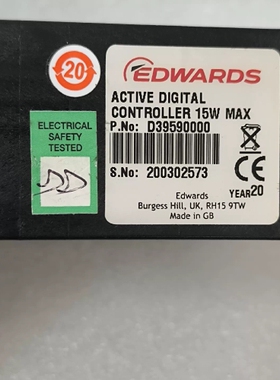 20
EDWARDS
ACTIVE DIGITAL
CONTROLLER 15W MAX
P.No: D39590000
ELECTRICAL
SAFETY
TESTED
S.No: 200302573
CE
YEAR20
Edwards
Burgess Hill, UK, RH15 9TW
Made in GB